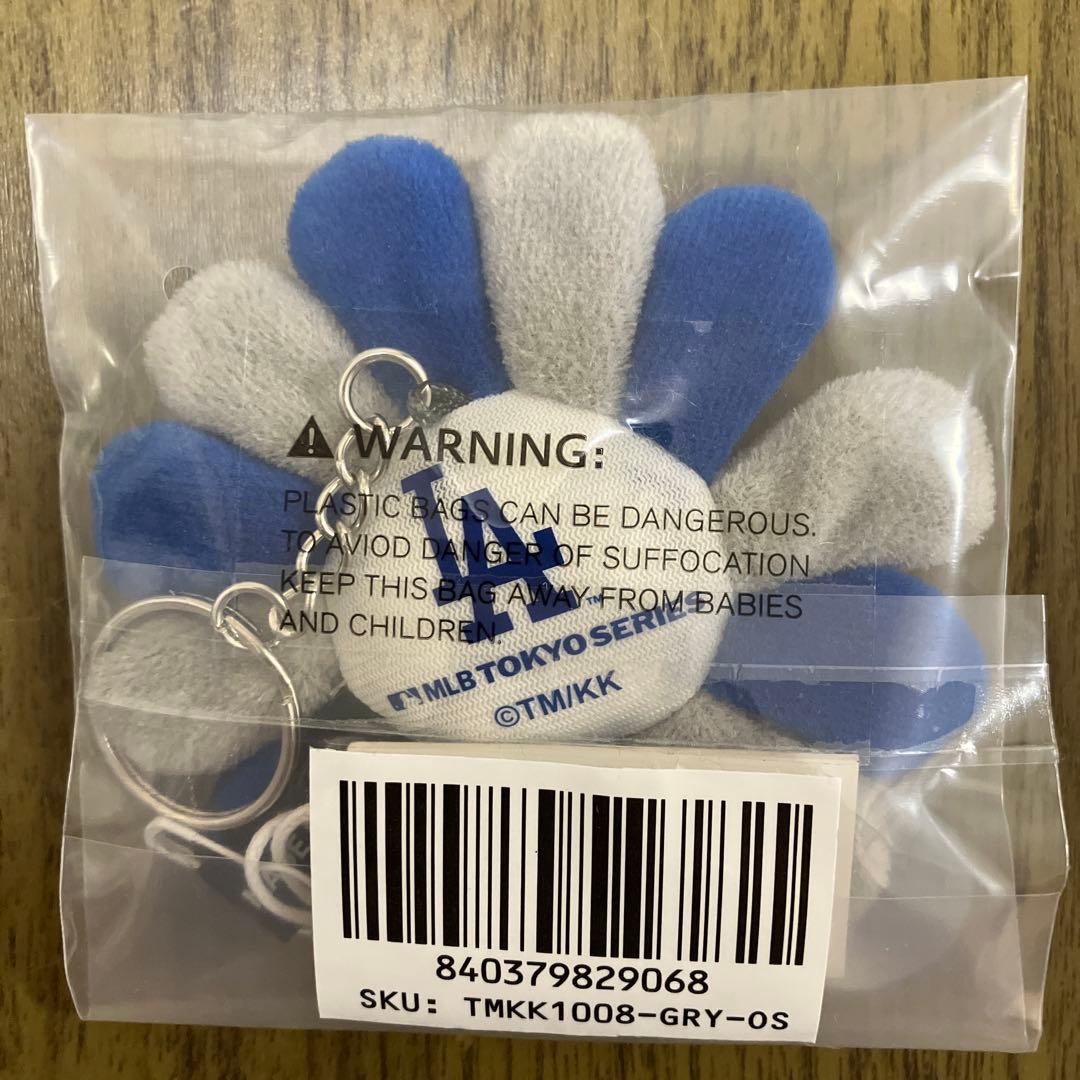 WARNING:
PLASTIC BAGS CAN BE DANGEROUS.
TO AVIOD DANGER OF SUFFOCATION
KEEP THIS BAG AWAY FROM BABIES
AND CHILDREN.
LA
MLB TOKYO SERIES™
©TM/KK
840379829068
SKU: TMKK1008-GRY-OS